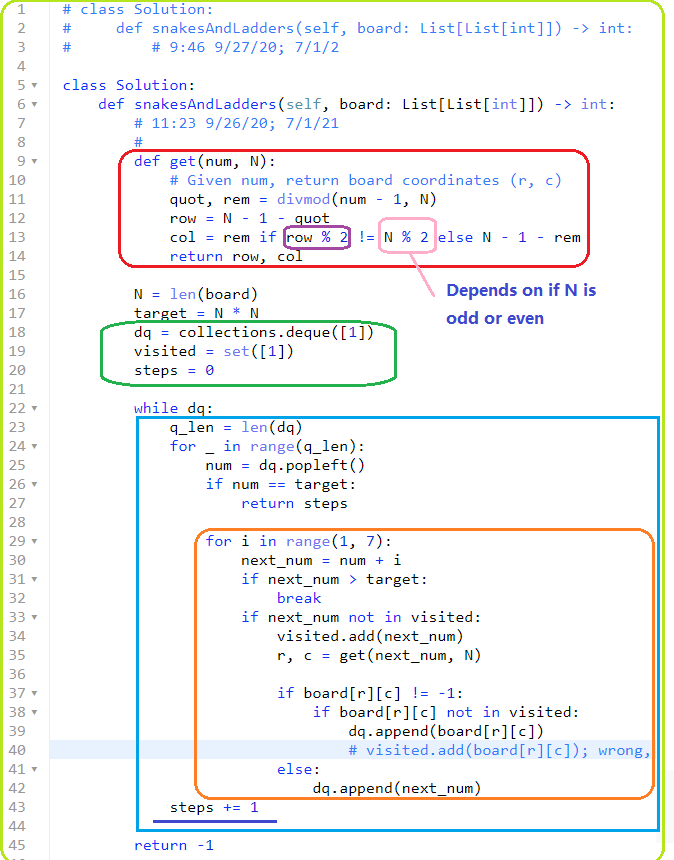 1 # class Solution:
2 #     def snakesAndLadders(self, board: List[List[int]]) -> int:
3 #         # 9:46 9/27/20; 7/1/2
4
5 class Solution:
6     def snakesAndLadders(self, board: List[List[int]]) -> int:
7         # 11:23 9/26/20; 7/1/21
8         #
9         def get(num, N):
10             # Given num, return board coordinates (r, c)
11             quot, rem = divmod(num - 1, N)
12             row = N - 1 - quot
13             col = rem if row % 2 != N % 2 else N - 1 - rem
14             return row, col
15
Depends on if N is
16         N = len(board)
17         target = N * N
odd or even
18         dq = collections.deque([1])
19         visited = set([1])
20         steps = 0
21
22         while dq:
23             q_len = len(dq)
24             for _ in range(q_len):
25                 num = dq.popleft()
26                 if num == target:
27                     return steps
28
29                 for i in range(1, 7):
30                     next_num = num + i
31                     if next_num > target:
32                         break
33                     if next_num not in visited:
34                         visited.add(next_num)
35                         r, c = get(next_num, N)
36
37                         if board[r][c] != -1:
38                             if board[r][c] not in visited:
39                                 dq.append(board[r][c])
40                                 # visited.add(board[r][c]); wrong,
41                         else:
42                             dq.append(next_num)
43             steps += 1
44
45         return -1